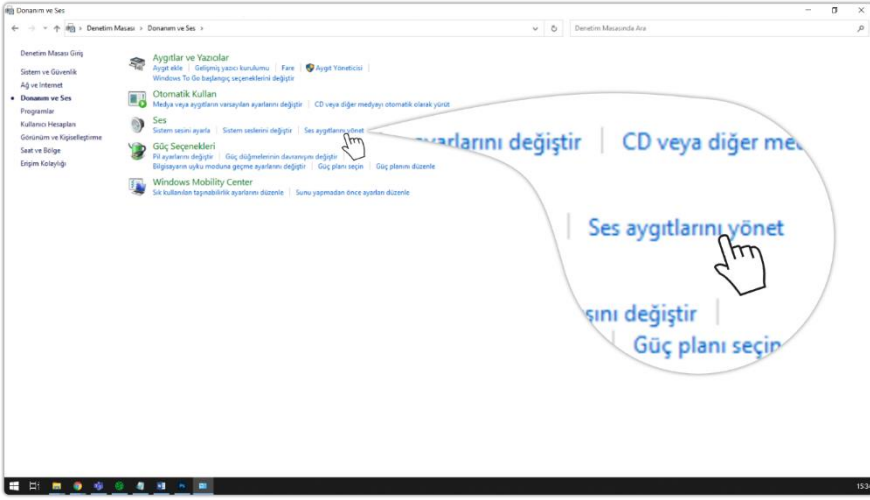 Donanım ve Ses
Denetim Masası › Donanım ve Ses ›
Denetim Masasında Ara
Denetim Masası Giriş
Sistem ve Güvenlik
Ağ ve Internet
Donanım ve Ses
Programlar
Kullanıcı Hesapları
Görünüm ve Kişiselleştirme
Saat ve Bölge
Erişim Kolaylığı
Aygıtlar ve Yazıcılar
Aygıt ekle | Gelişmiş yazıcı kurulumu | Fare | Aygıt Yöneticisi
Windows To Go başlangıç seçeneklerini değiştir
Otomatik Kullan
Medya veya aygıtların varsayılan ayarlarını değiştir | CD veya diğer medyayı otomatik olarak yürüt
Ses
Sistem sesini ayarla | Sistem seslerini değiştir | Ses aygıtlarını yönet
Güç Seçenekleri
Pil ayarlarını değiştir | Güç düğmelerinin davranışını değiştir
Bilgisayarın uyku moduna geçme ayarlarını değiştir | Güç planı seçin | Güç planını düzenle
Windows Mobility Center
Sık kullanılan taşınabilirlik ayarlarını düzenle | Sunu yapmadan önce ayarları düzenle
ayarlarını değiştir | CD veya diğer me
Ses aygıtlarını yönet
sını değiştir
Güç planı seçin